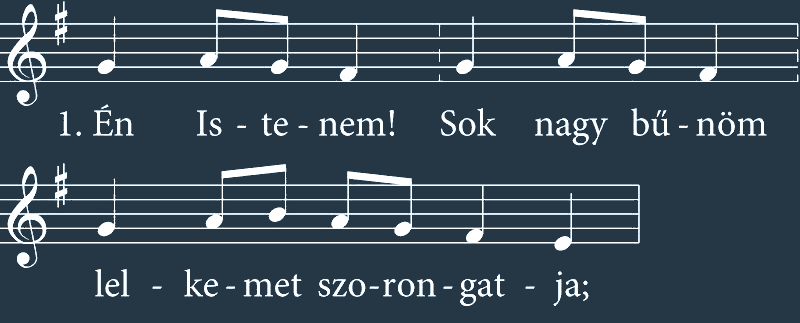 1. Én Is - te - nem! Sok nagy bű - nöm
lel - ke - met szo - ron - gat - ja;